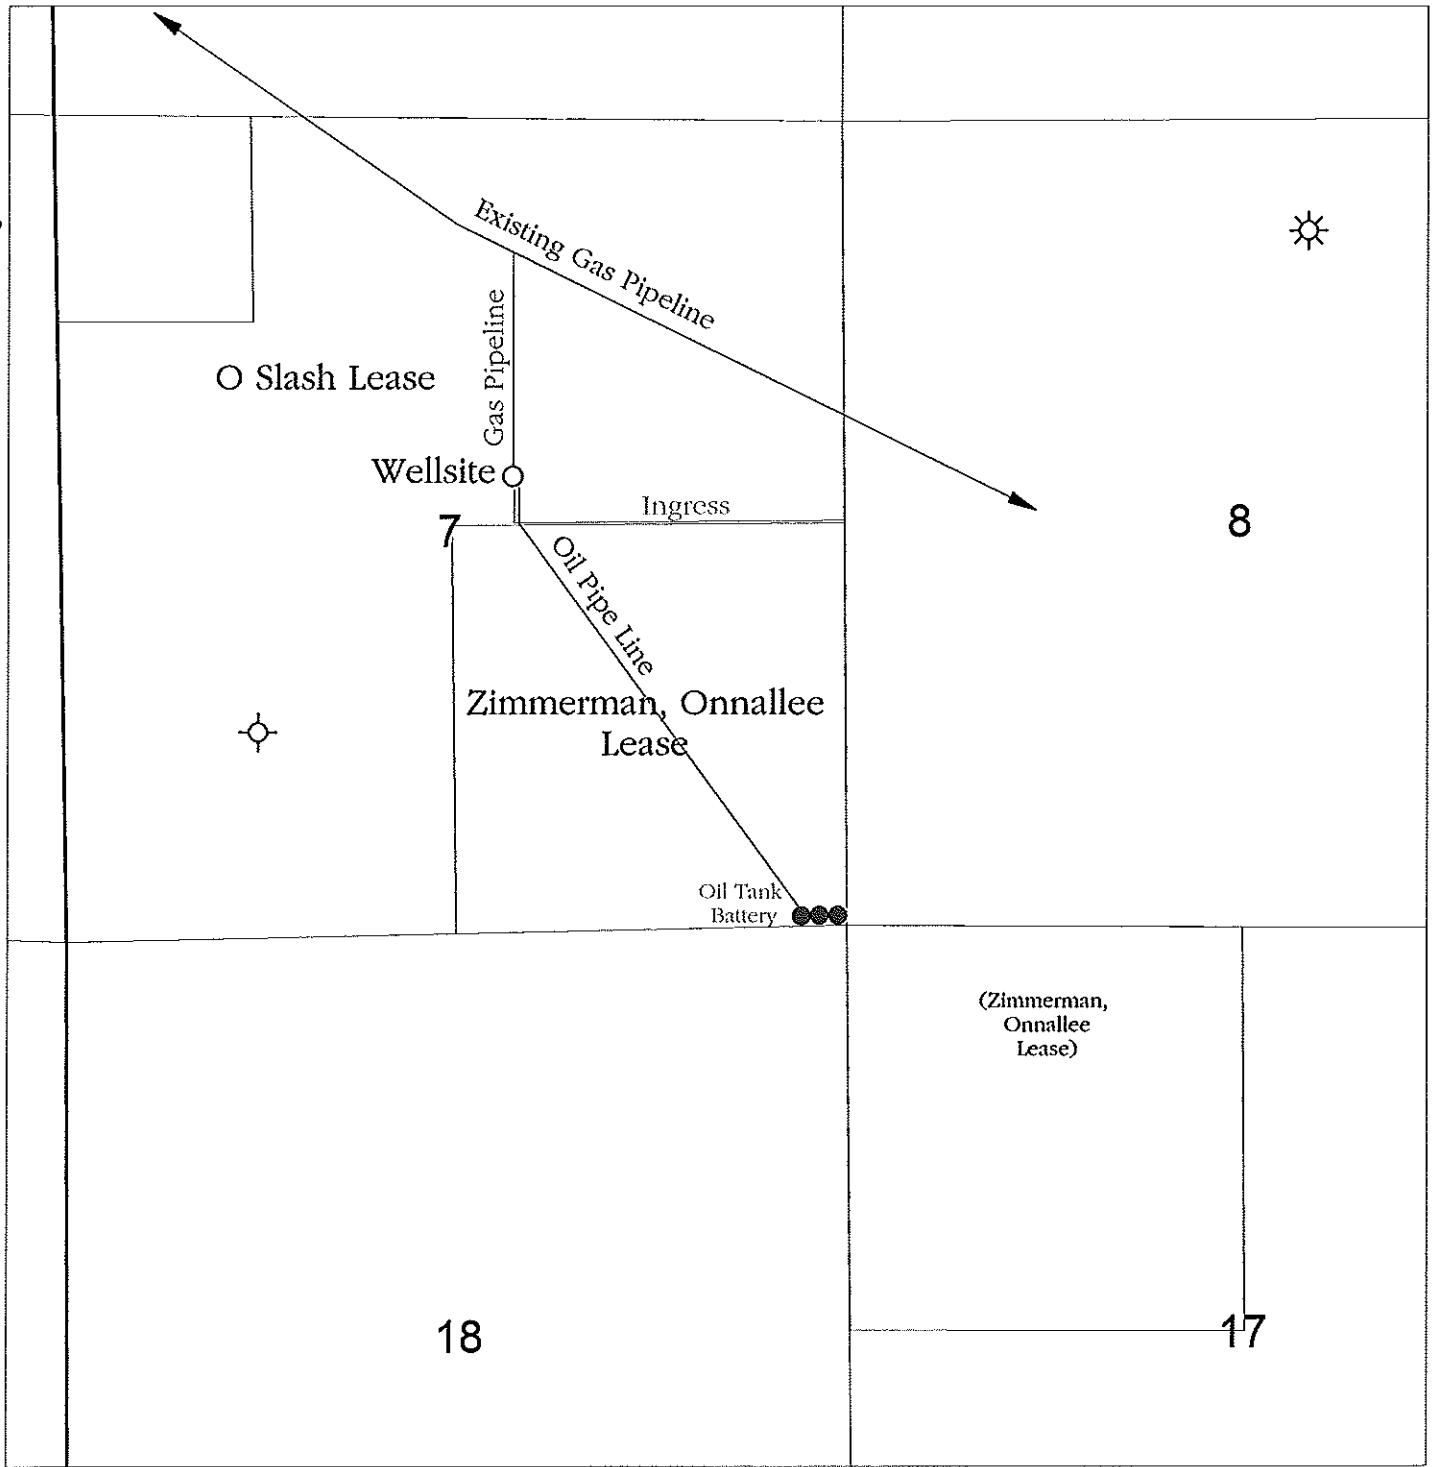 Existing Gas Pipeline
Gas Pipeline
O Slash Lease
Wellsite
Ingress
7
8
Oil Pipe Line
Zimmerman, Onnallee
Lease
Oil Tank
Battery
(Zimmerman,
Onnallee
Lease)
18
17